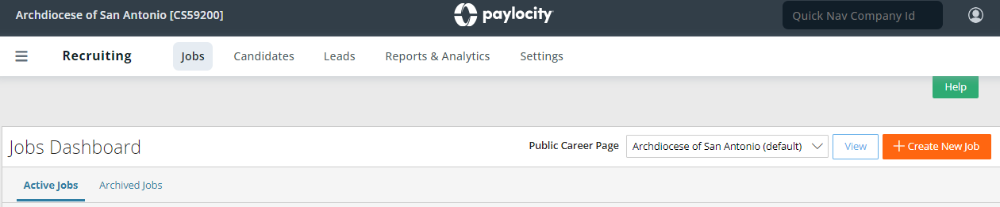 Archdiocese of San Antonio [CS59200]
paylocity
Quick Nav Company Id
Recruiting
Jobs
Candidates
Leads
Reports & Analytics
Settings
Help
Jobs Dashboard
Public Career Page
Archdiocese of San Antonio (default)
View
+ Create New Job
Active Jobs
Archived Jobs